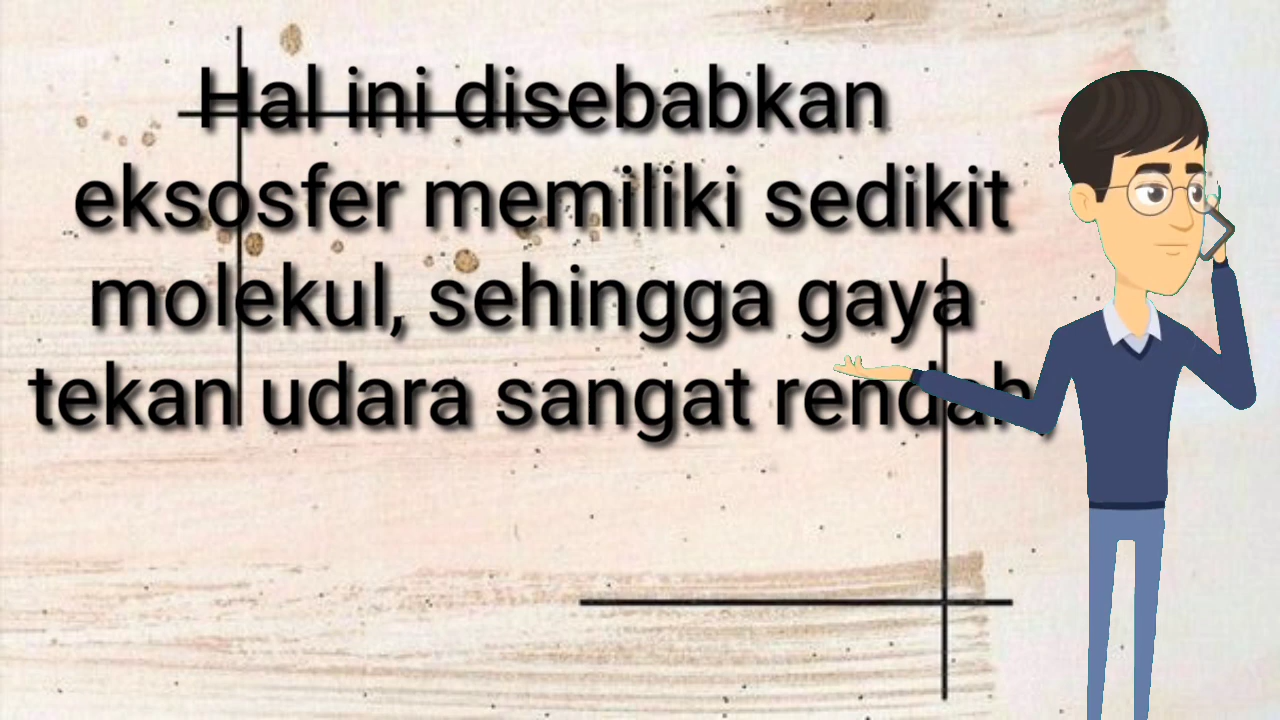 Hal ini disebabkan
eksosfer memiliki sedikit
molekul, sehingga gaya
tekan udara sangat rendah,